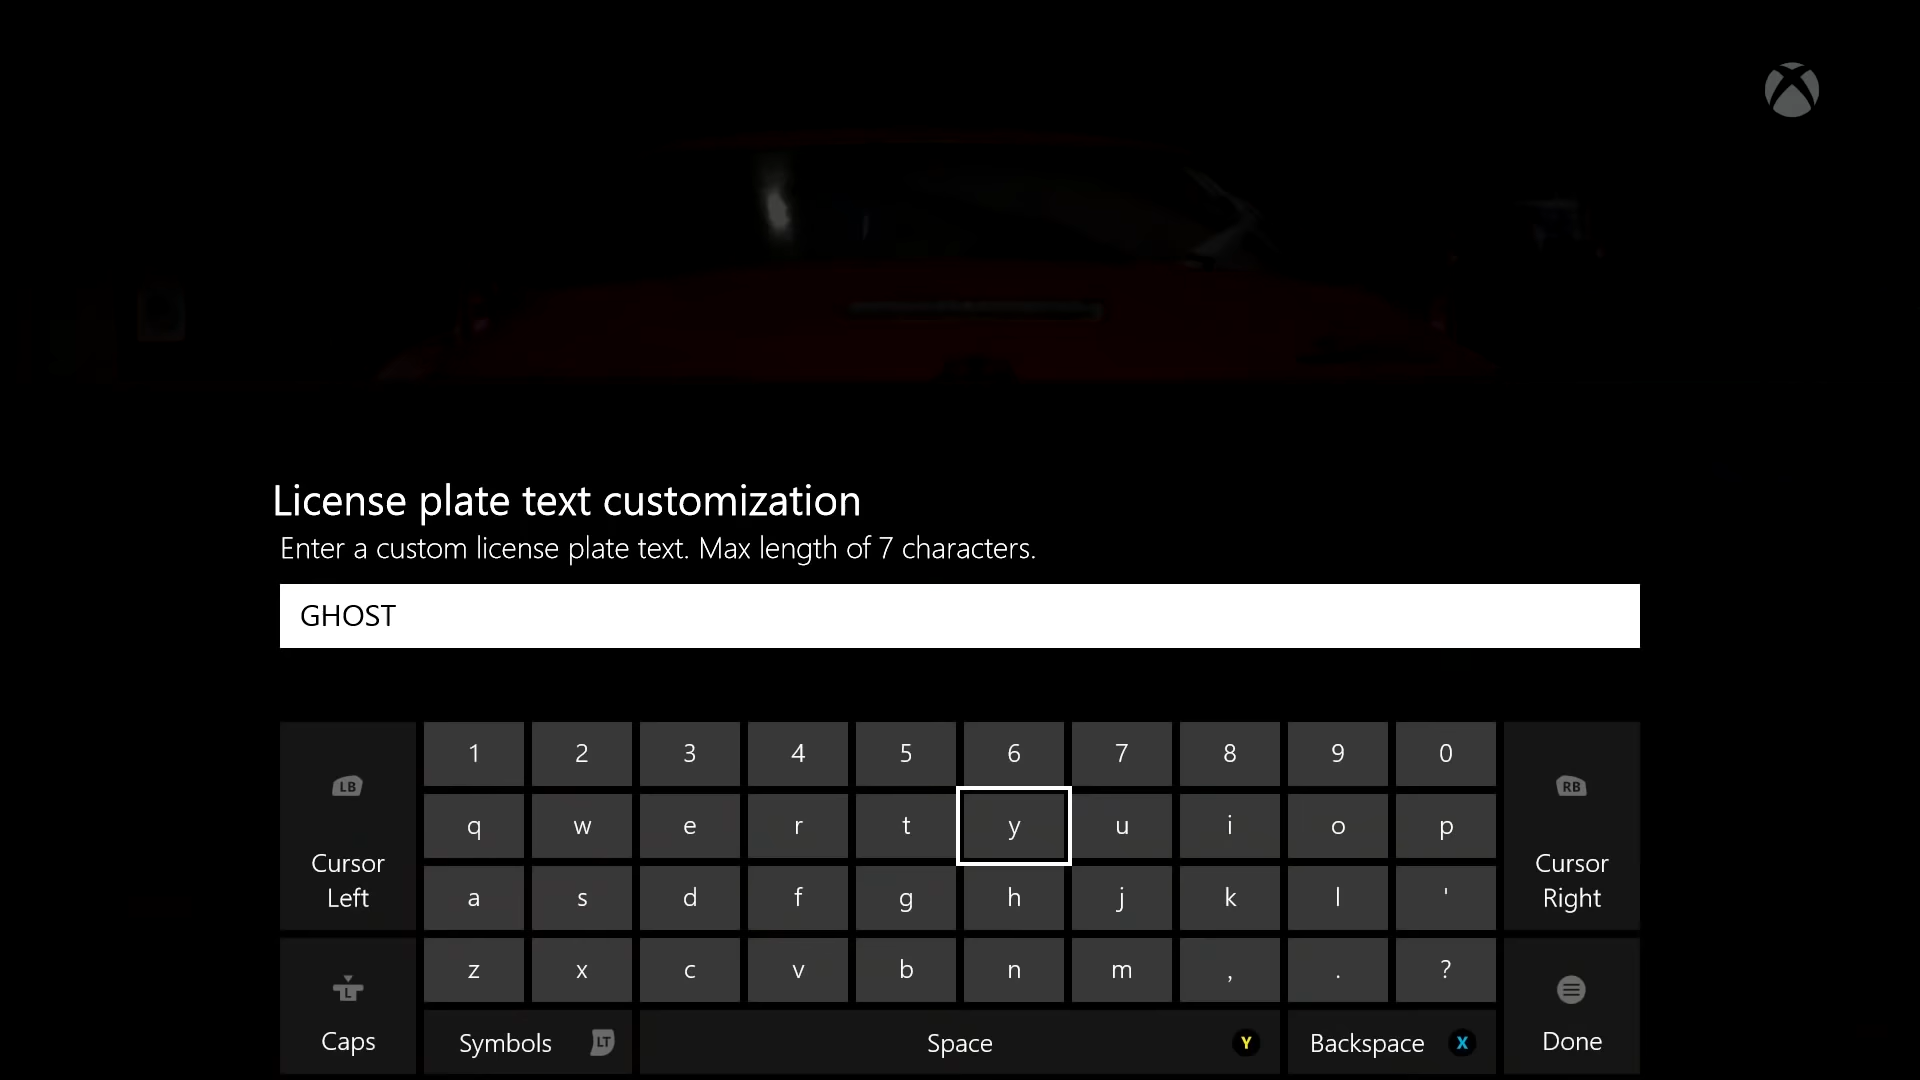 License plate text customization
Enter a custom license plate text. Max length of 7 characters.
GHOST
LB
Cursor
Left
1 2 3 4 5 6 7 8 9 0
RB
Cursor
Right
q w e r t y u i o p
a s d f g h j k l '
L
Caps
z x c v b n m , . ?
Done
Symbols LT
Space Y
Backspace X